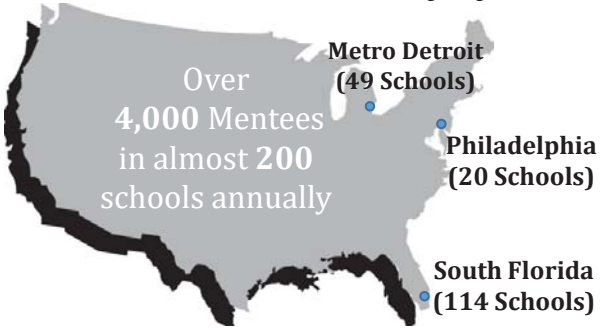 Over
4,000 Mentees
in almost 200
schools annually
Metro Detroit
(49 Schools)
Philadelphia
(20 Schools)
South Florida
(114 Schools)